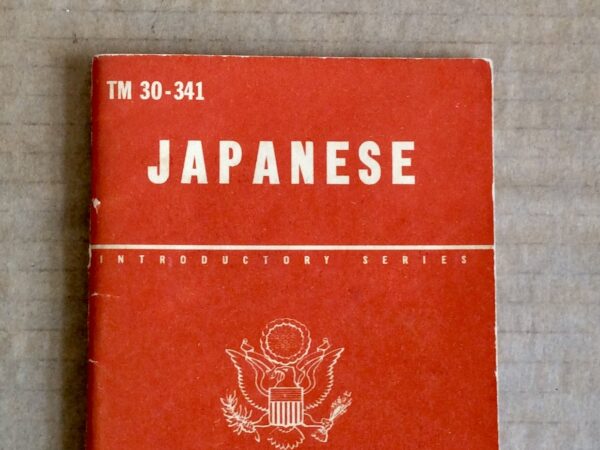 TM 30-341
JAPANESE
INTRODUCTORY SERIES